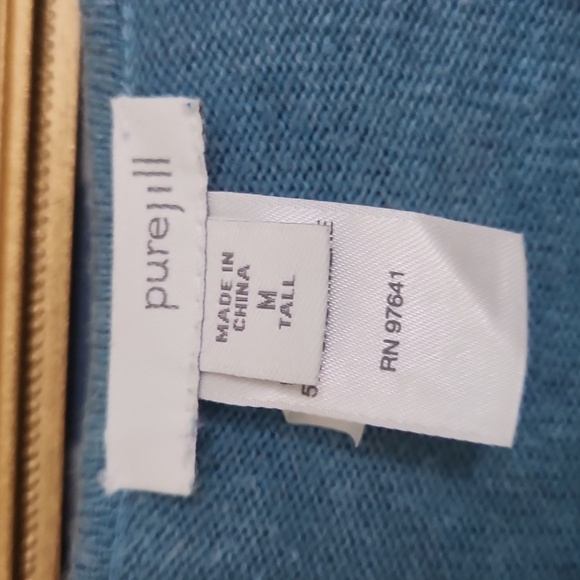 purejill
MADE IN
CHINA
M
TALL
RN 97641